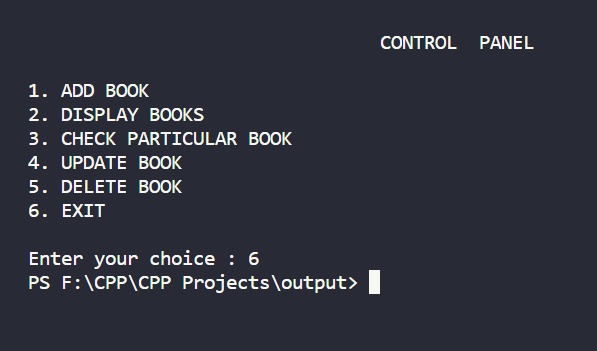 CONTROL  PANEL
1. ADD BOOK
2. DISPLAY BOOKS
3. CHECK PARTICULAR BOOK
4. UPDATE BOOK
5. DELETE BOOK
6. EXIT
Enter your choice : 6
PS F:\CPP\CPP Projects\output>